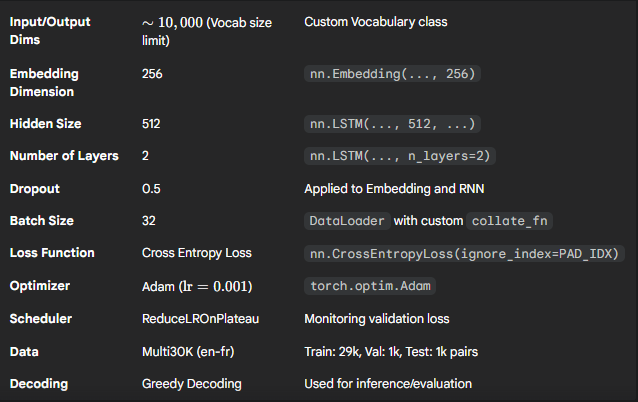 Input/Output Dims ∼ 10,000 (Vocab size limit) Custom Vocabulary class
Embedding Dimension 256 nn.Embedding(..., 256)
Hidden Size 512 nn.LSTM(..., 512, ...)
Number of Layers 2 nn.LSTM(..., n_layers=2)
Dropout 0.5 Applied to Embedding and RNN
Batch Size 32 DataLoader with custom collate_fn
Loss Function Cross Entropy Loss nn.CrossEntropyLoss(ignore_index=PAD_IDX)
Optimizer Adam (lr = 0.001) torch.optim.Adam
Scheduler ReduceLROnPlateau Monitoring validation loss
Data Multi30K (en-fr) Train: 29k, Val: 1k, Test: 1k pairs
Decoding Greedy Decoding Used for inference/evaluation